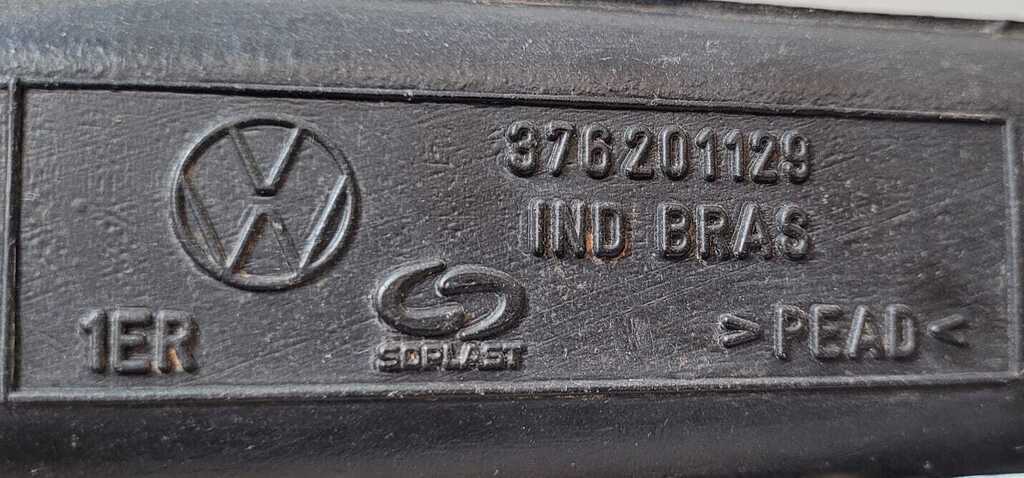 376201129
IND BRAS
1ER
SOPLAST
>PEAD<